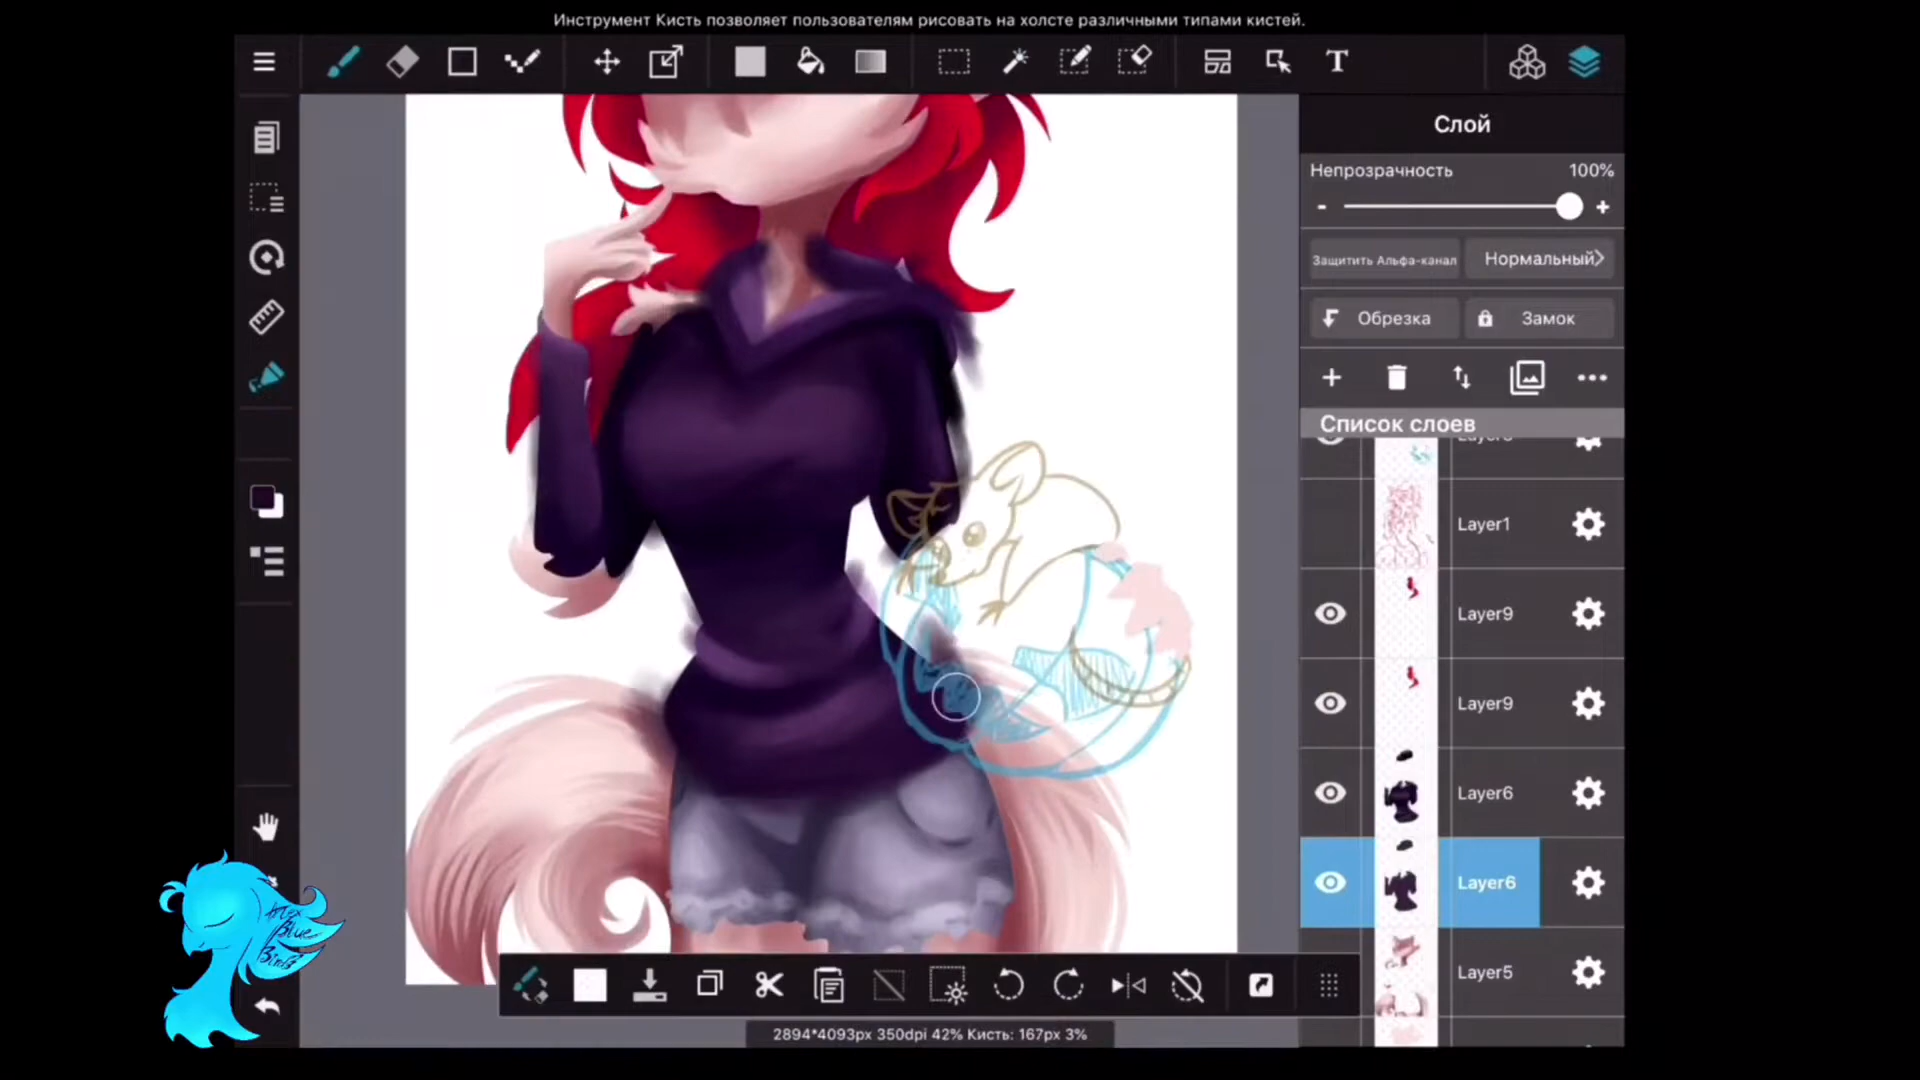 Инструмент Кисть позволяет пользователям рисовать на холсте различными типами кистей.
T
Слой
Непрозрачность 100%
- +
Защитить Альфа-канал Нормальный>
Обрезка Замок
Список слоев
Layer1
Layer9
Layer9
Layer6
Layer6
Layer5
Blue
2894*4093px 350dpi 42% Кисть: 167px 3%